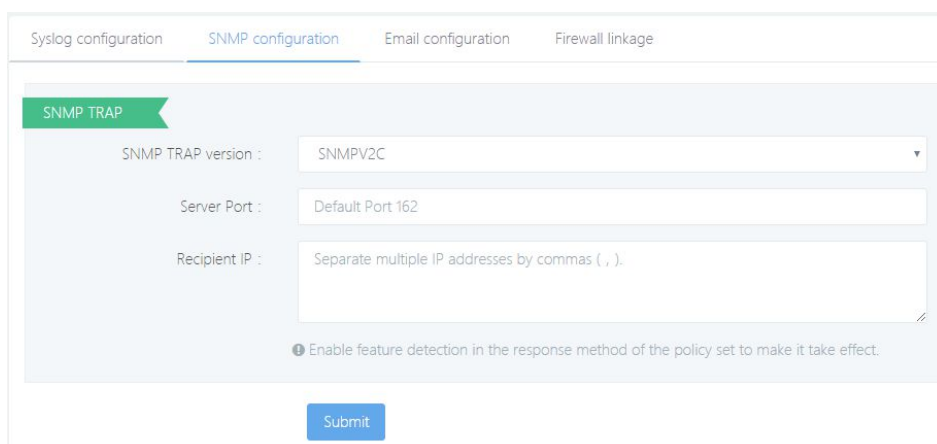 Syslog configuration SNMP configuration Email configuration Firewall linkage
SNMP TRAP
SNMP TRAP version : SNMPV2C
Server Port : Default Port 162
Recipient IP : Separate multiple IP addresses by commas ( , ).
Enable feature detection in the response method of the policy set to make it take effect.
Submit